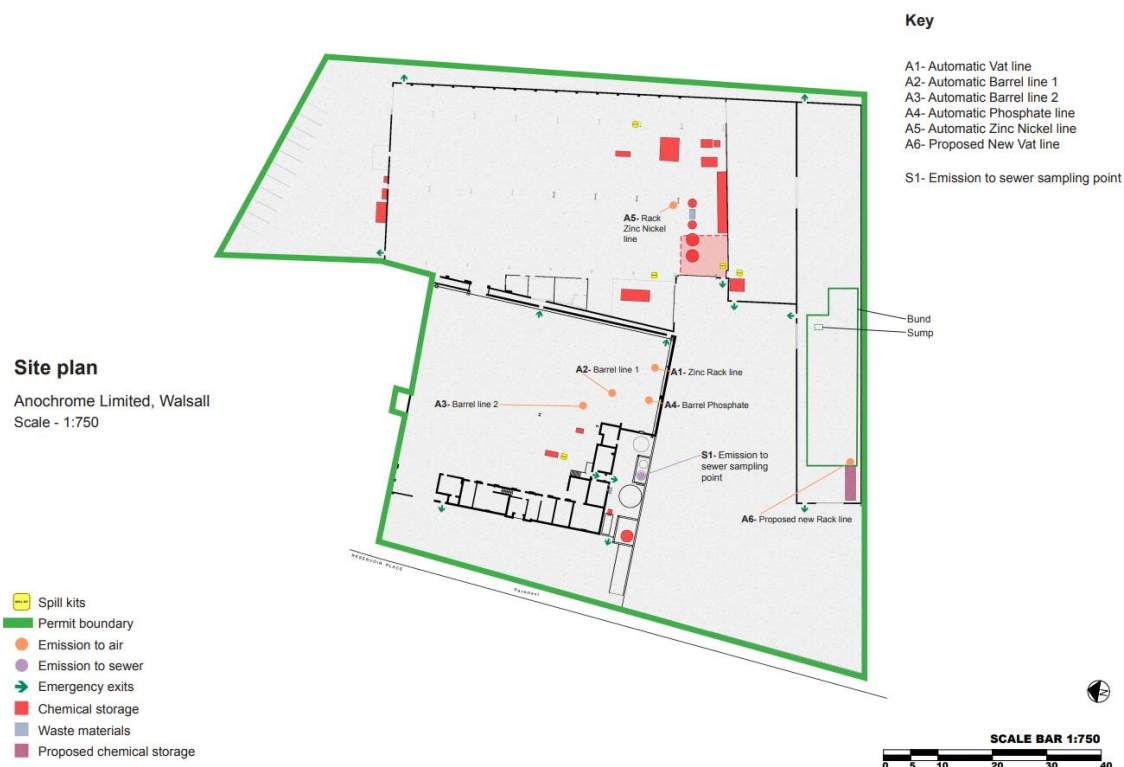 Key
A1- Automatic Vat line
A2- Automatic Barrel line 1
A3- Automatic Barrel line 2
A4- Automatic Phosphate line
A5- Automatic Zinc Nickel line
A6- Proposed New Vat line
S1- Emission to sewer sampling point
A5- Rack
Zinc Nickel
line
Bund
Sump
Site plan
Anochrome Limited, Walsall
Scale - 1:750
A2- Barrel line 1
A1- Zinc Rack line
A3- Barrel line 2
A4- Barrel Phosphate
S1- Emission to
sewer sampling
point
A6- Proposed new Rack line
RESERVOIR PLACE
Pavement
Spill kits
Permit boundary
Emission to air
Emission to sewer
Emergency exits
Chemical storage
Waste materials
Proposed chemical storage
N
SCALE BAR 1:750
0 5 10 20 30 40